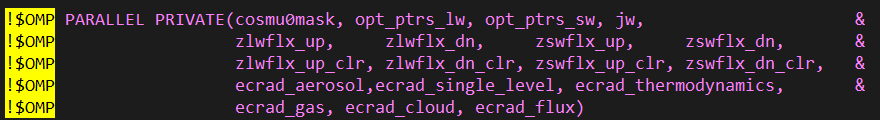 !$OMP PARALLEL PRIVATE(cosmu0mask, opt_ptrs_lw, opt_ptrs_sw, jw,                         &
!$OMP                  zlwflx_up,     zlwflx_dn,     zswflx_up,     zswflx_dn,     &
!$OMP                  zlwflx_up_clr, zlwflx_dn_clr, zswflx_up_clr, zswflx_dn_clr, &
!$OMP                  ecrad_aerosol,ecrad_single_level, ecrad_thermodynamics,       &
!$OMP                  ecrad_gas, ecrad_cloud, ecrad_flux)